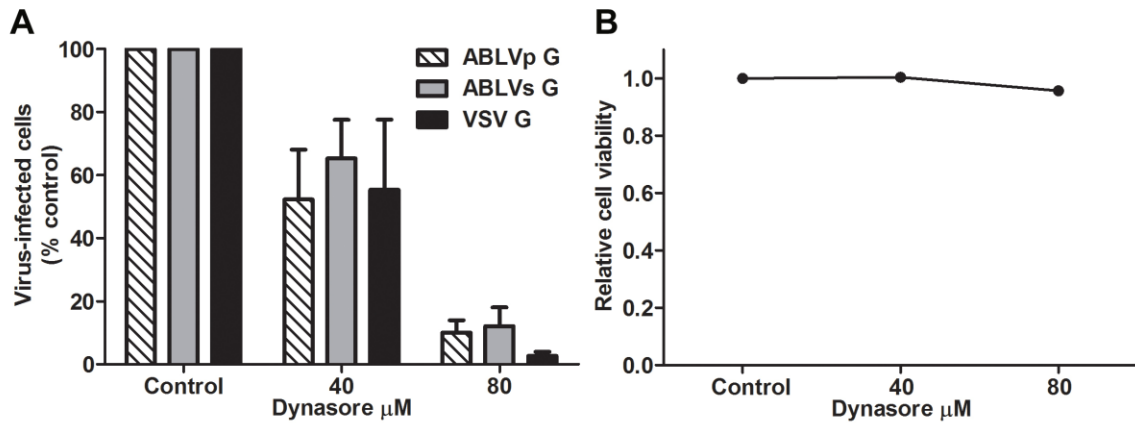 A
Virus-infected cells
(% control)
100
80
60
40
20
0
ABLVp G
ABLVs G
VSV G
Control
40
80
Dynasore μM
B
Relative cell viability
1.0
0.8
0.6
0.4
0.2
0.0
Control
40
80
Dynasore μM